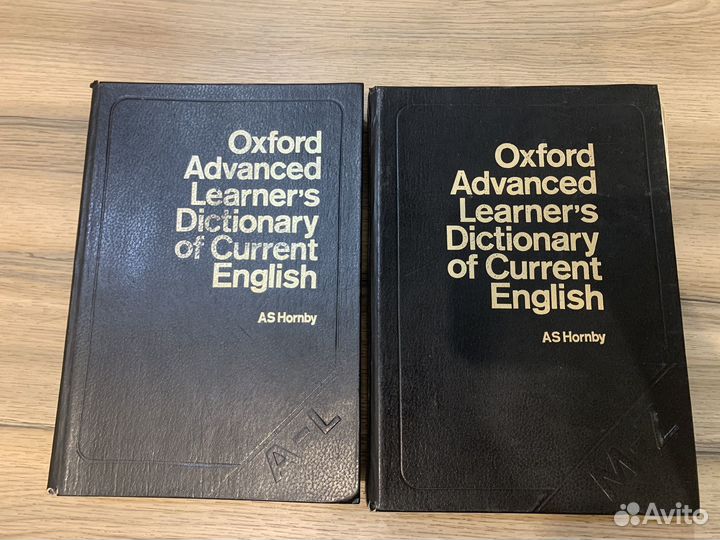 Oxford
Advanced
Learner's
Dictionary
of Current
English
AS Hornby
A-L
Oxford
Advanced
Learner's
Dictionary
of Current
English
AS Hornby
Avito